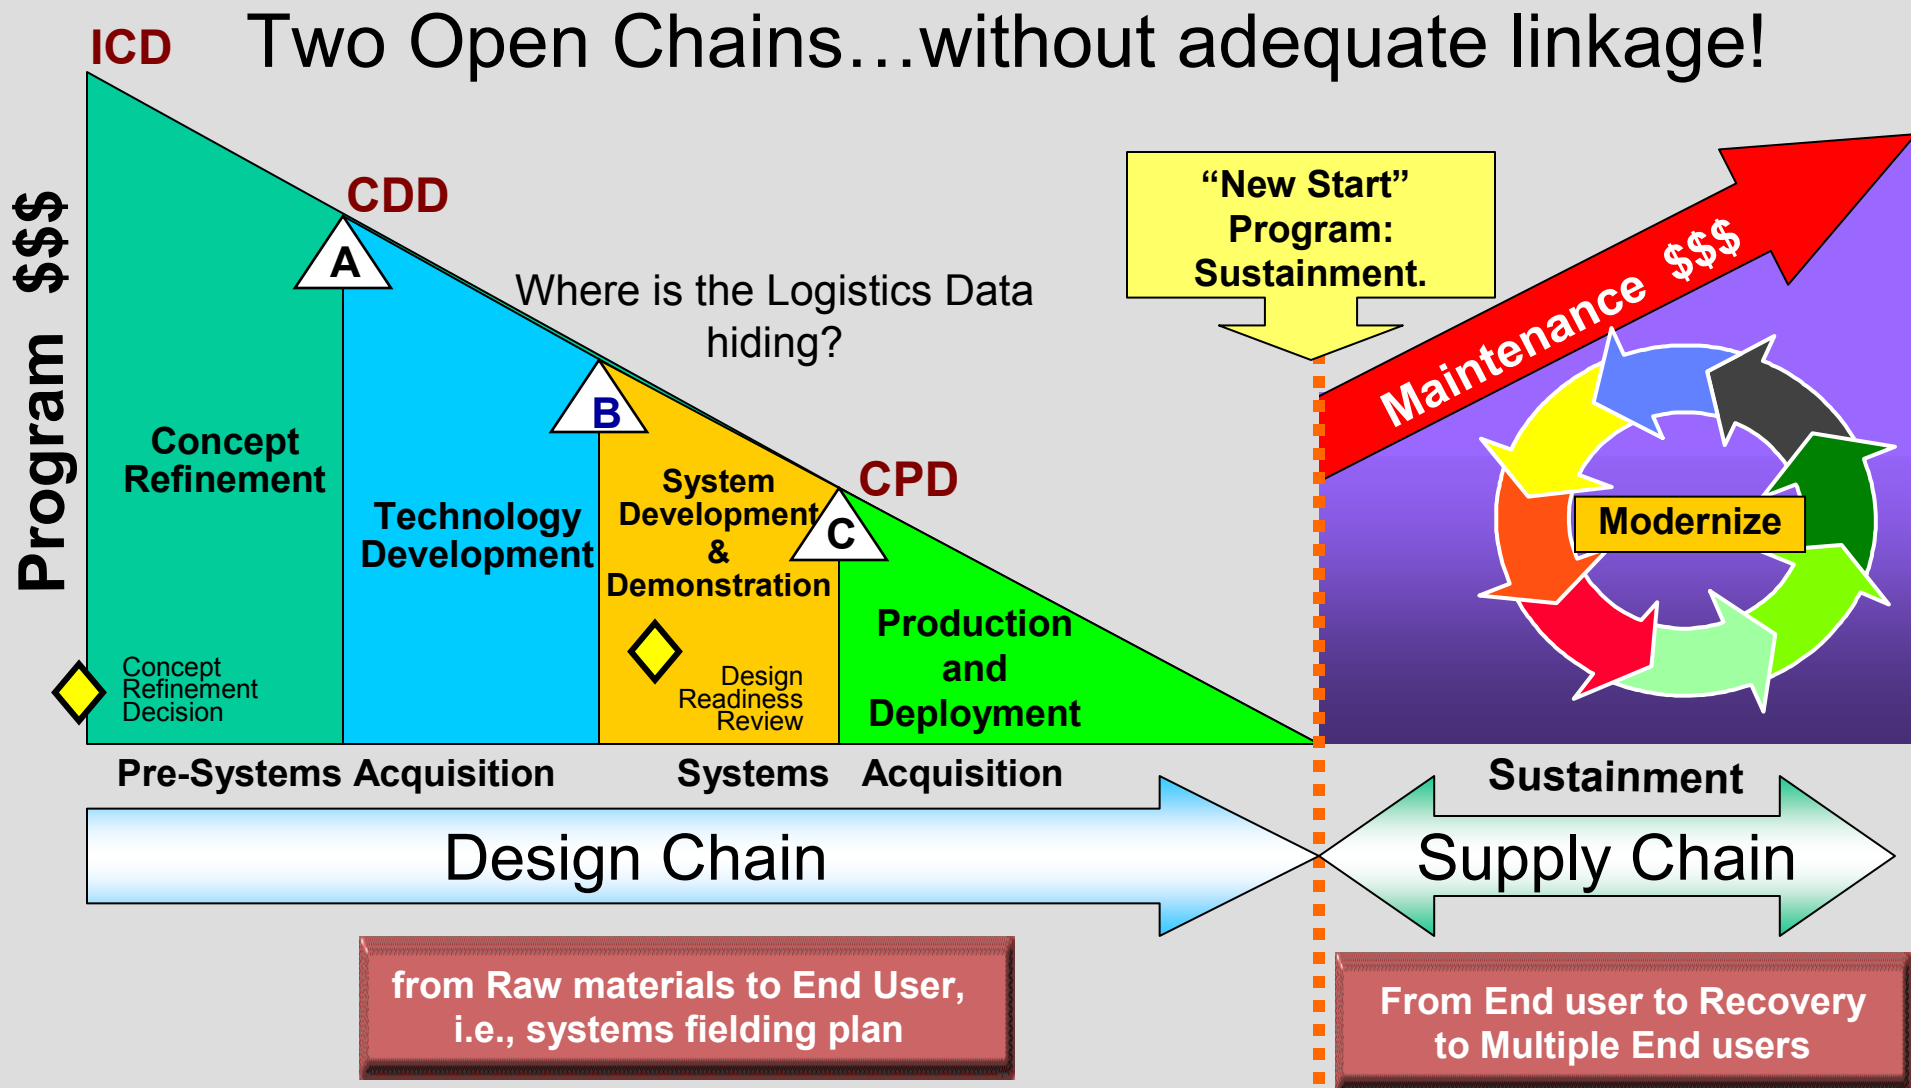 Two Open Chains…without adequate linkage!
ICD
CDD
Program $$$
A
Where is the Logistics Data
hiding?
“New Start”
Program:
Sustainment.
Maintenance $$$
B
Concept
Refinement
CPD
System
Development
&
Demonstration
C
Technology
Development
Modernize
Production
and
Deployment
Concept
Refinement
Decision
Design
Readiness
Review
Pre-Systems Acquisition
Systems Acquisition
Sustainment
Design Chain
Supply Chain
from Raw materials to End User,
i.e., systems fielding plan
From End user to Recovery
to Multiple End users